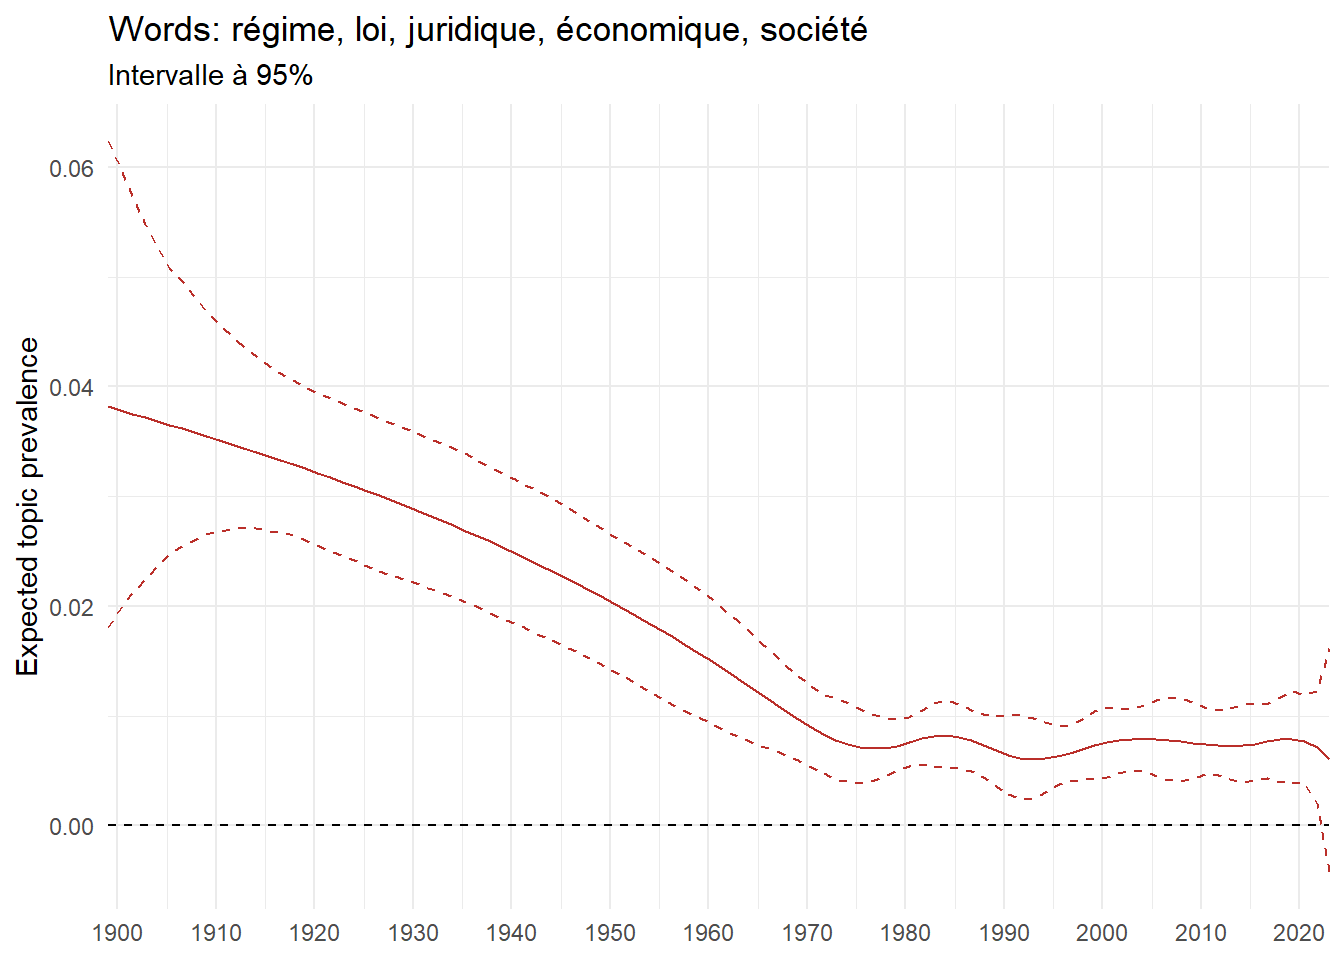 Words: régime, loi, juridique, économique, société
Intervalle à 95%
Expected topic prevalence
0.06
0.04
0.02
0.00
1900 1910 1920 1930 1940 1950 1960 1970 1980 1990 2000 2010 2020